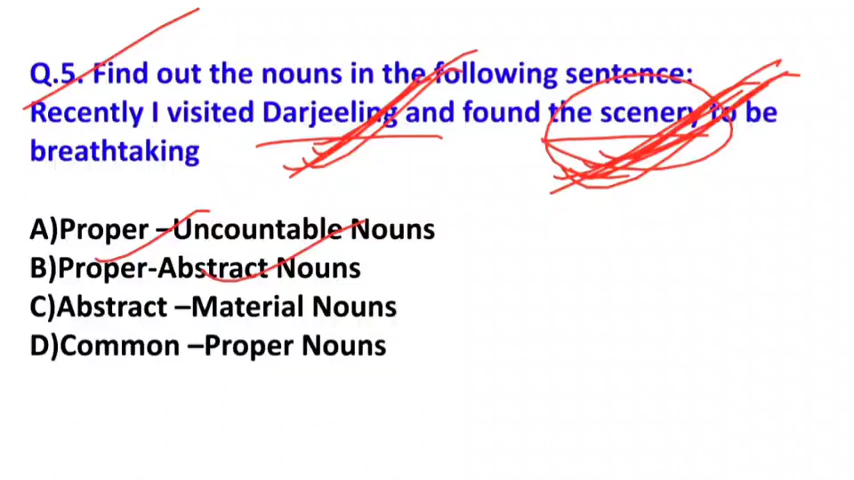 Q.5. Find out the nouns in the following sentence:
Recently I visited Darjeeling and found the scenery to be
breathtaking
A)Proper –Uncountable Nouns
B)Proper-Abstract Nouns
C)Abstract –Material Nouns
D)Common –Proper Nouns